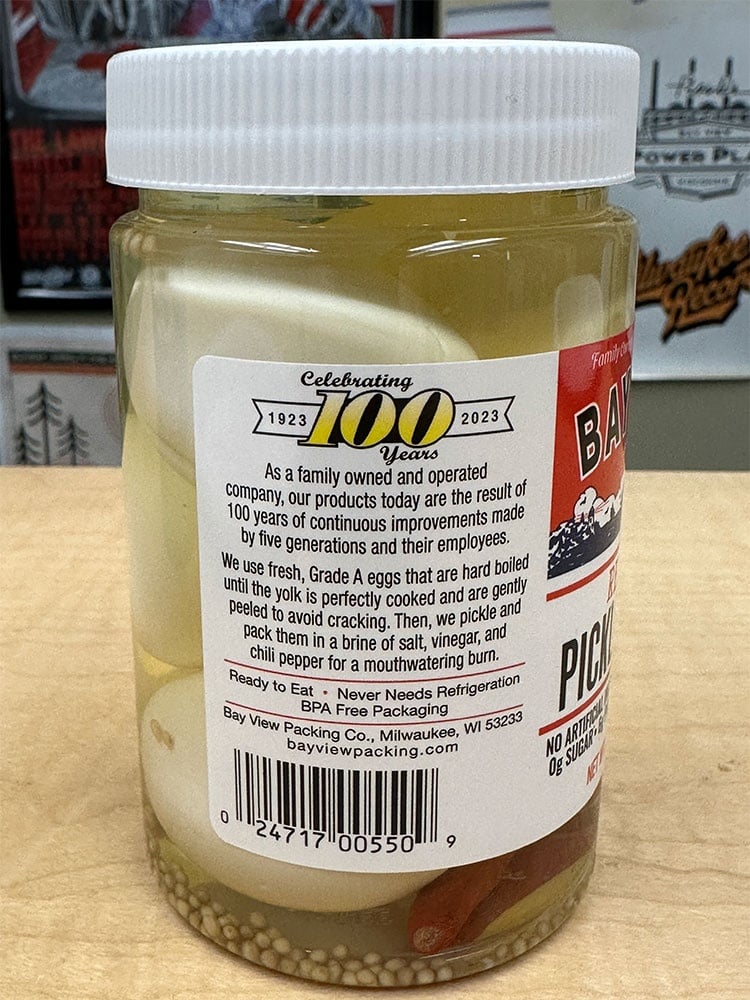 Celebrating
1923 100 2023
Years
As a family owned and operated
company, our products today are the result of
100 years of continuous improvements made
by five generations and their employees.
We use fresh, Grade A eggs that are hard boiled
until the yolk is perfectly cooked and are gently
peeled to avoid cracking. Then, we pickle and
pack them in a brine of salt, vinegar, and
chili pepper for a mouthwatering burn.
Ready to Eat • Never Needs Refrigeration
BPA Free Packaging
Bay View Packing Co., Milwaukee, WI 53233
bayviewpacking.com
0 24717 00550 9
Family
BA
PICK
NO ARTIFICIAL
0g SUGAR •
NET
POWER PL